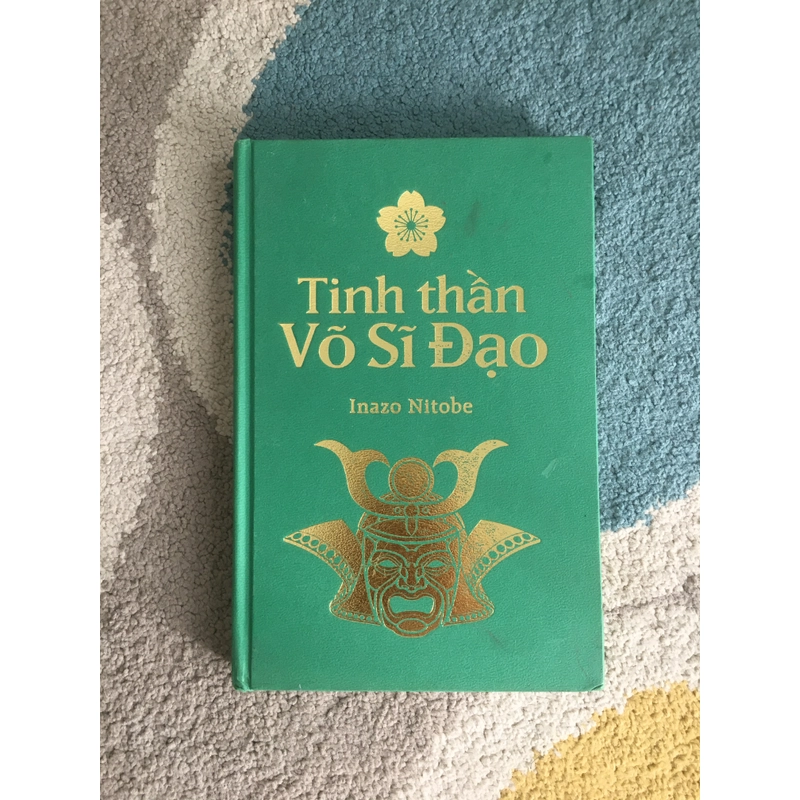 Tinh thần
Võ Sĩ Đạo
Inazo Nitobe